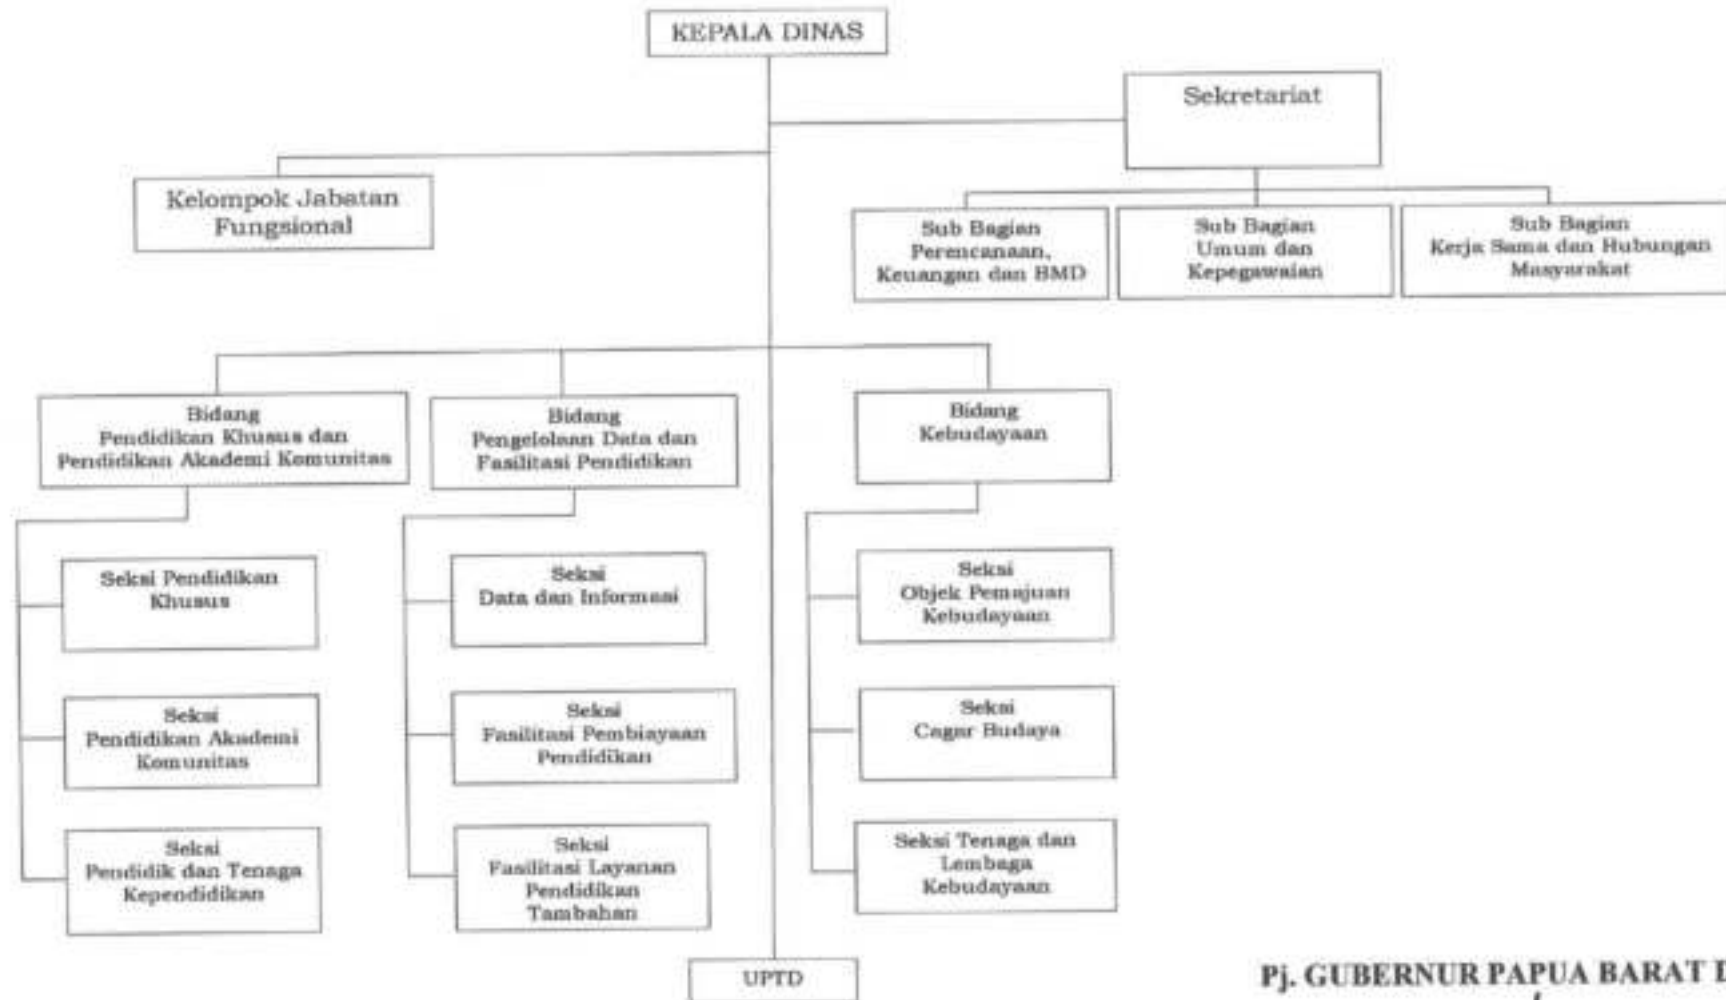 KEPALA DINAS
Sekretariat
Kelompok Jabatan
Fungsional
Sub Bagian
Perencanaan,
Keuangan dan BMD
Sub Bagian
Umum dan
Kepegawaian
Sub Bagian
Kerja Sama dan Hubungan
Masyarakat
Bidang
Pendidikan Khusus dan
Pendidikan Akademi Komunitas
Bidang
Pengelolaan Data dan
Fasilitasi Pendidikan
Bidang
Kebudayaan
Seksi Pendidikan
Khusus
Seksi
Data dan Informasi
Seksi
Objek Pemajuan
Kebudayaan
Seksi
Pendidikan Akademi
Komunitas
Seksi
Fasilitasi Pembiayaan
Pendidikan
Seksi
Cagar Budaya
Seksi
Pendidik dan Tenaga
Kependidikan
Seksi
Fasilitasi Layanan
Pendidikan
Tambahan
Seksi Tenaga dan
Lembaga
Kebudayaan
UPTD
Pj. GUBERNUR PAPUA BARAT D